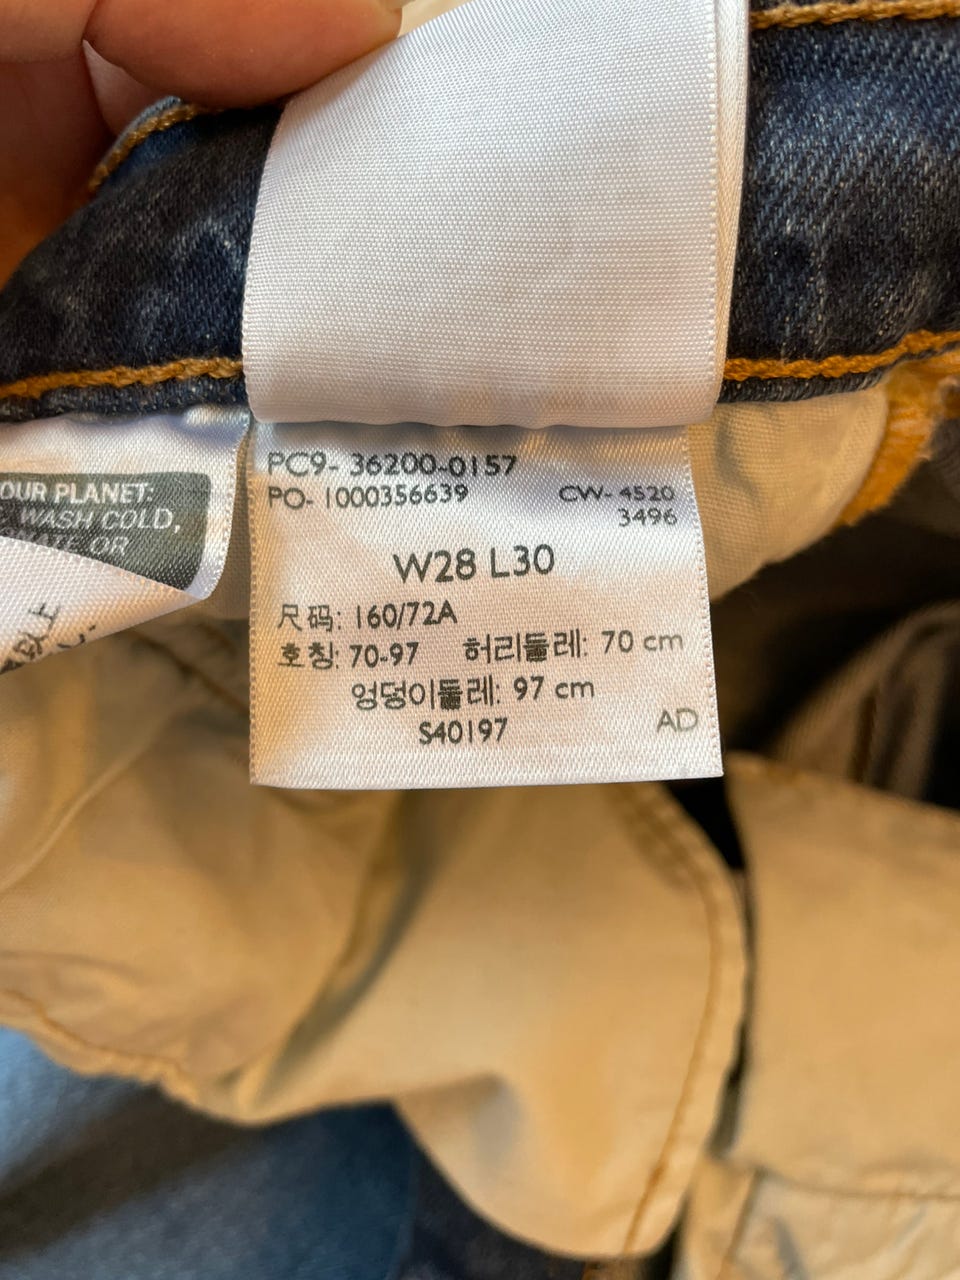 PC9- 36200-0157
PO- 1000356639 CW- 4520
3496
W28 L30
尺码: 160/72A
호칭: 70-97 허리둘레: 70 cm
엉덩이둘레: 97 cm
S40197 AD
OUR PLANET:
WASH COLD,
OR